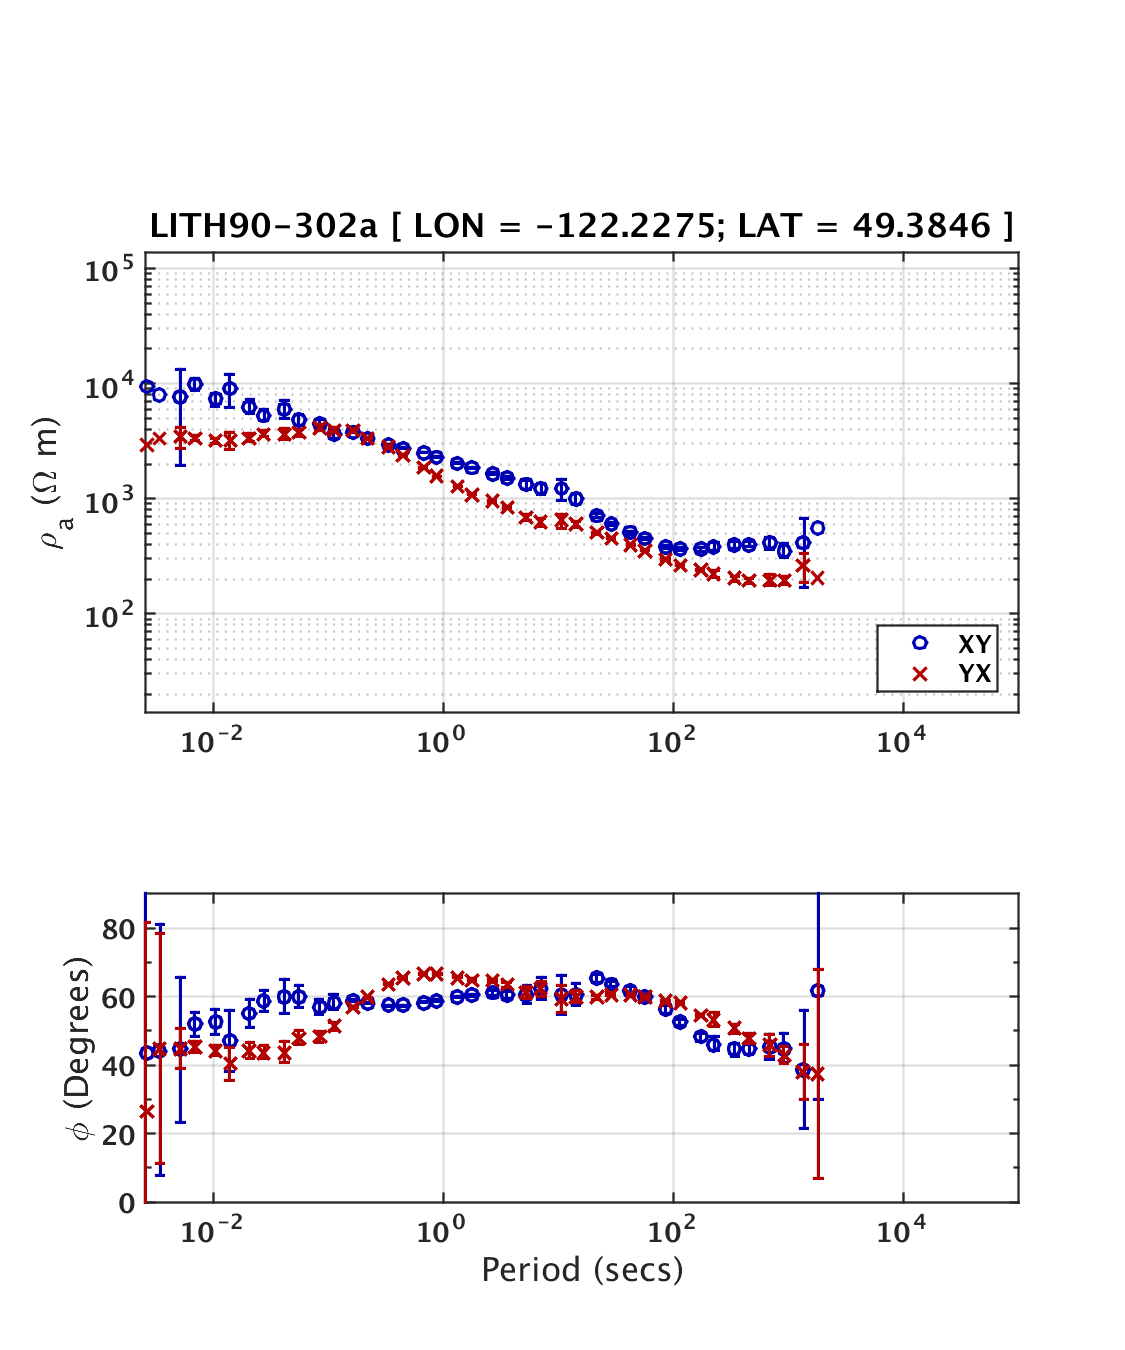 LITH90-302a [ LON = -122.2275; LAT = 49.3846 ]
10^5
10^4
10^3
10^2
ρ_a (Ω m)
XY
YX
10^-2 10^0 10^2 10^4
80
60
40
20
0
ϕ (Degrees)
10^-2 10^0 10^2 10^4
Period (secs)